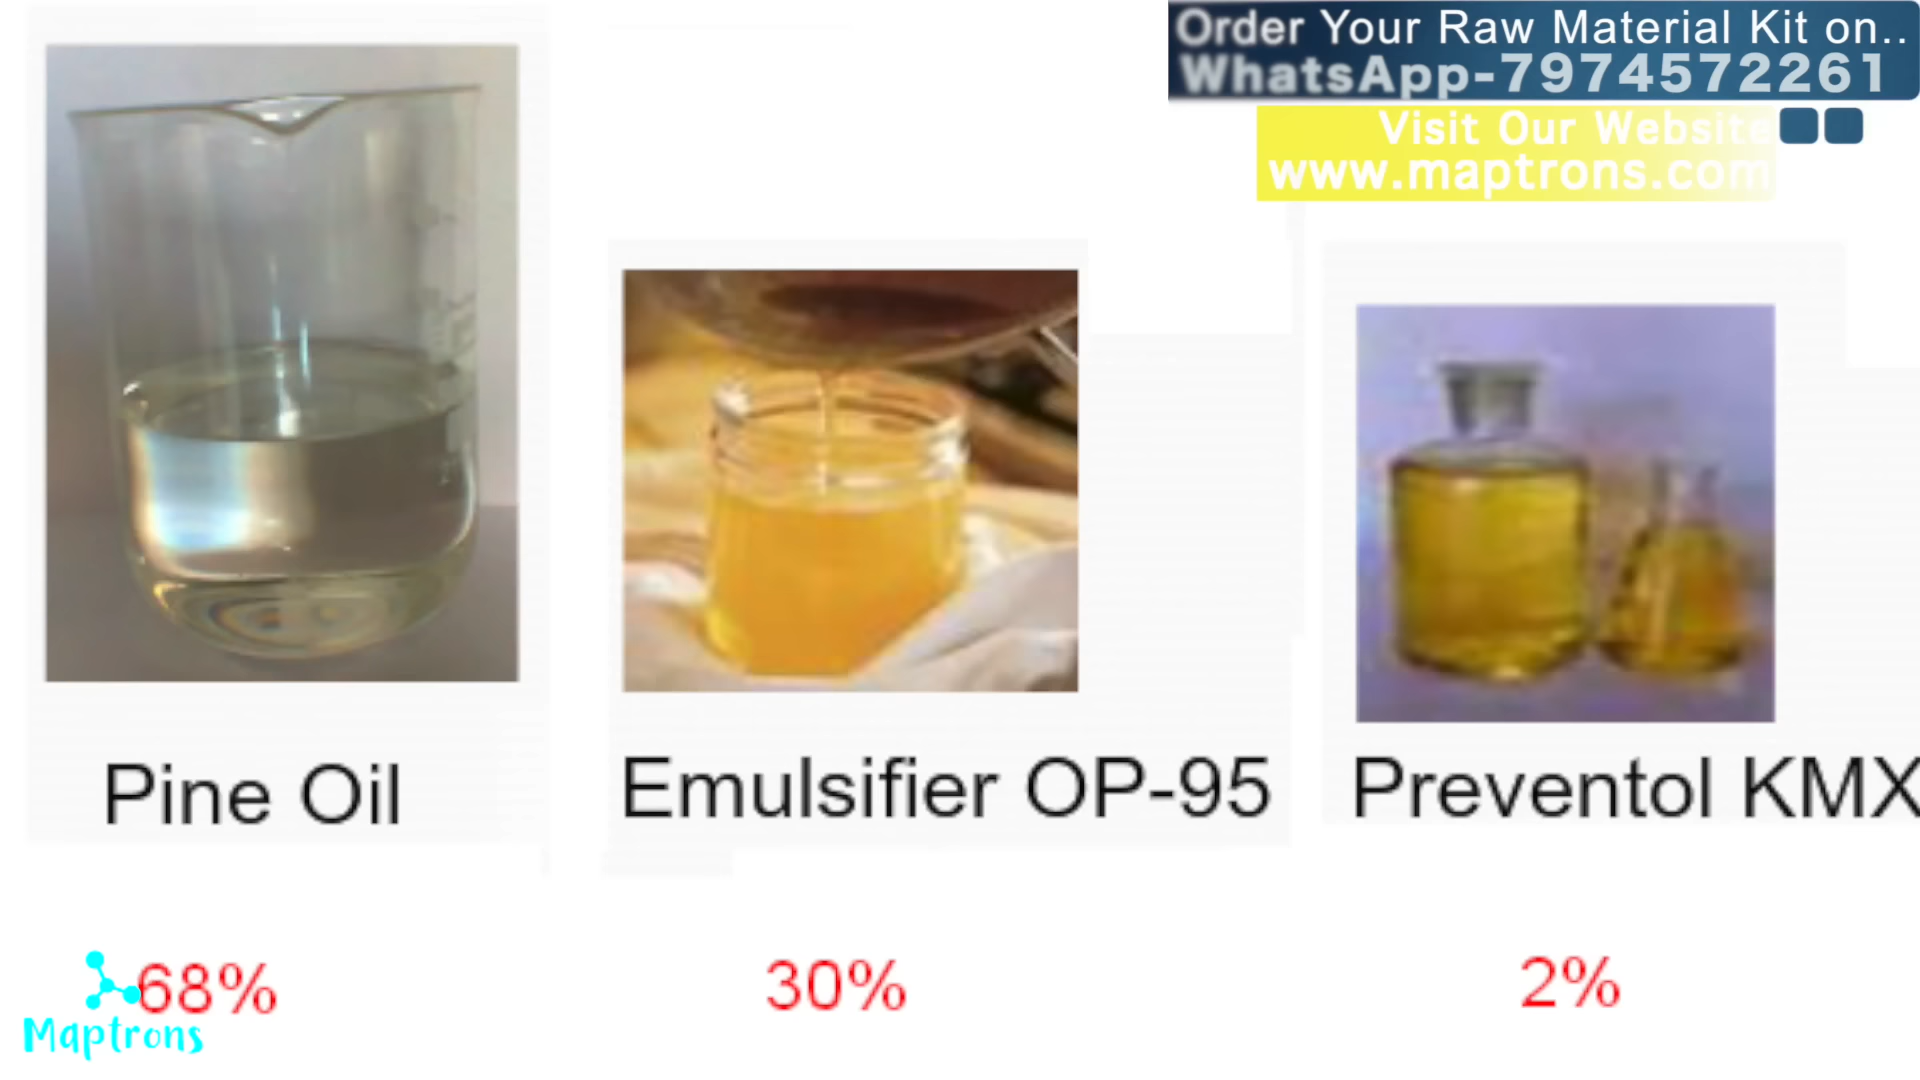 Order Your Raw Material Kit on..
WhatsApp-7974572261
Visit Our Website
www.maptrons.com
Pine Oil
Emulsifier OP-95
Preventol KMX
68%
30%
2%
Maptrons